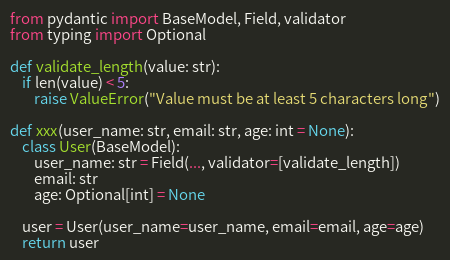 from pydantic import BaseModel, Field, validator
from typing import Optional

def validate_length(value: str):
    if len(value) < 5:
        raise ValueError("Value must be at least 5 characters long")

def xxx(user_name: str, email: str, age: int = None):
    class User(BaseModel):
        user_name: str = Field(..., validator=[validate_length])
        email: str
        age: Optional[int] = None

    user = User(user_name=user_name, email=email, age=age)
    return user